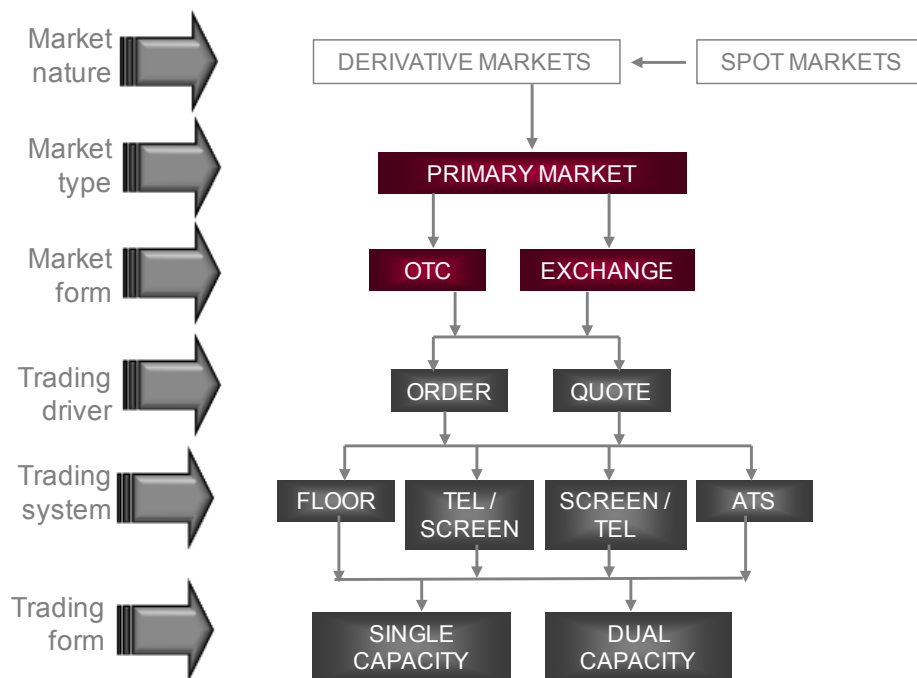 Market
nature
DERIVATIVE MARKETS
SPOT MARKETS
Market
type
PRIMARY MARKET
Market
form
OTC
EXCHANGE
Trading
driver
ORDER
QUOTE
Trading
system
FLOOR
TEL /
SCREEN
SCREEN /
TEL
ATS
Trading
form
SINGLE
CAPACITY
DUAL
CAPACITY